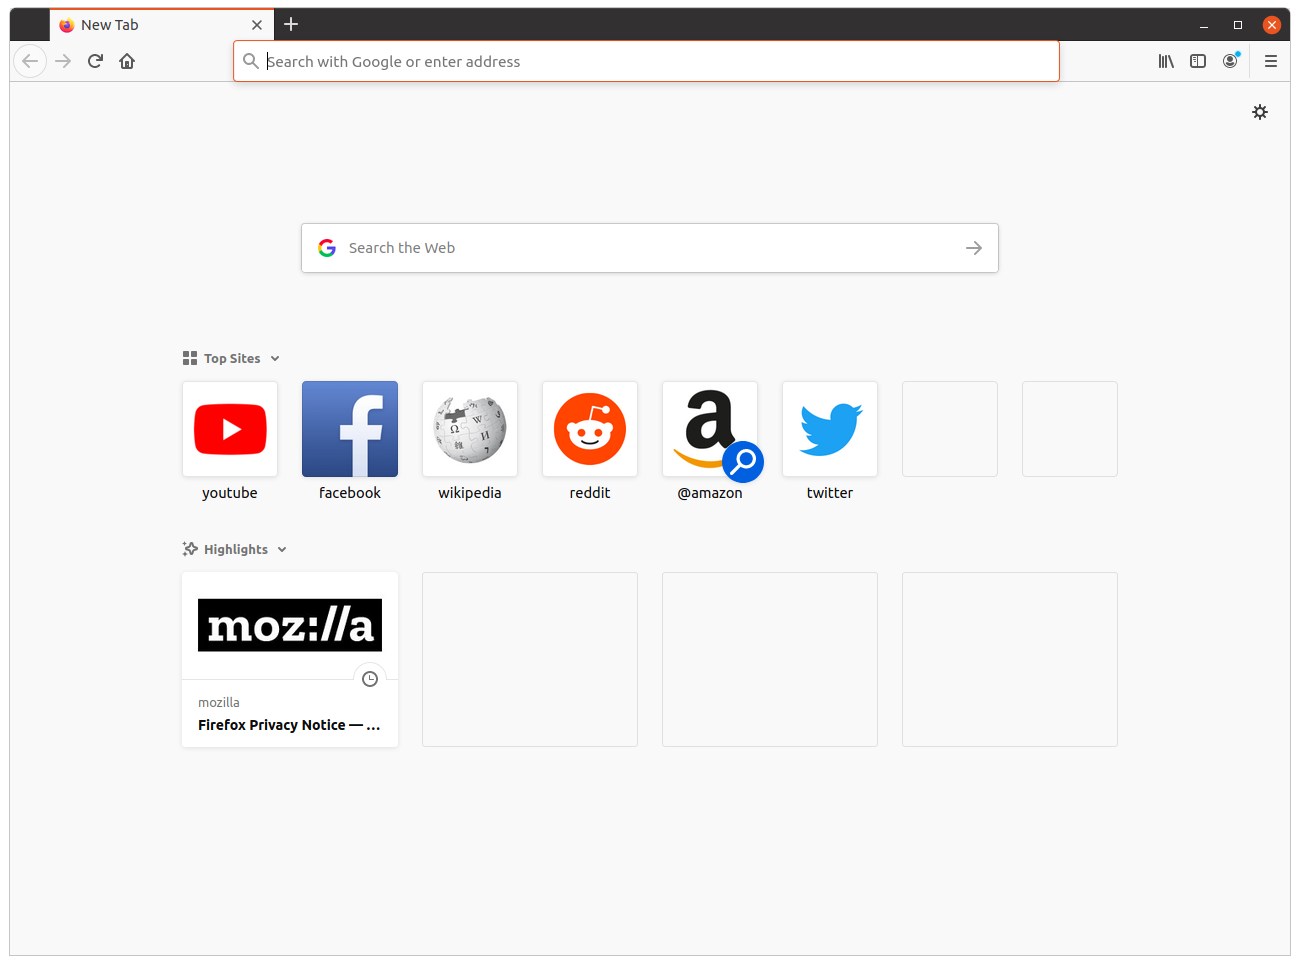 New Tab
Search with Google or enter address
Search the Web
Top Sites
youtube
facebook
wikipedia
reddit
@amazon
twitter
Highlights
moz://a
mozilla
Firefox Privacy Notice — ...